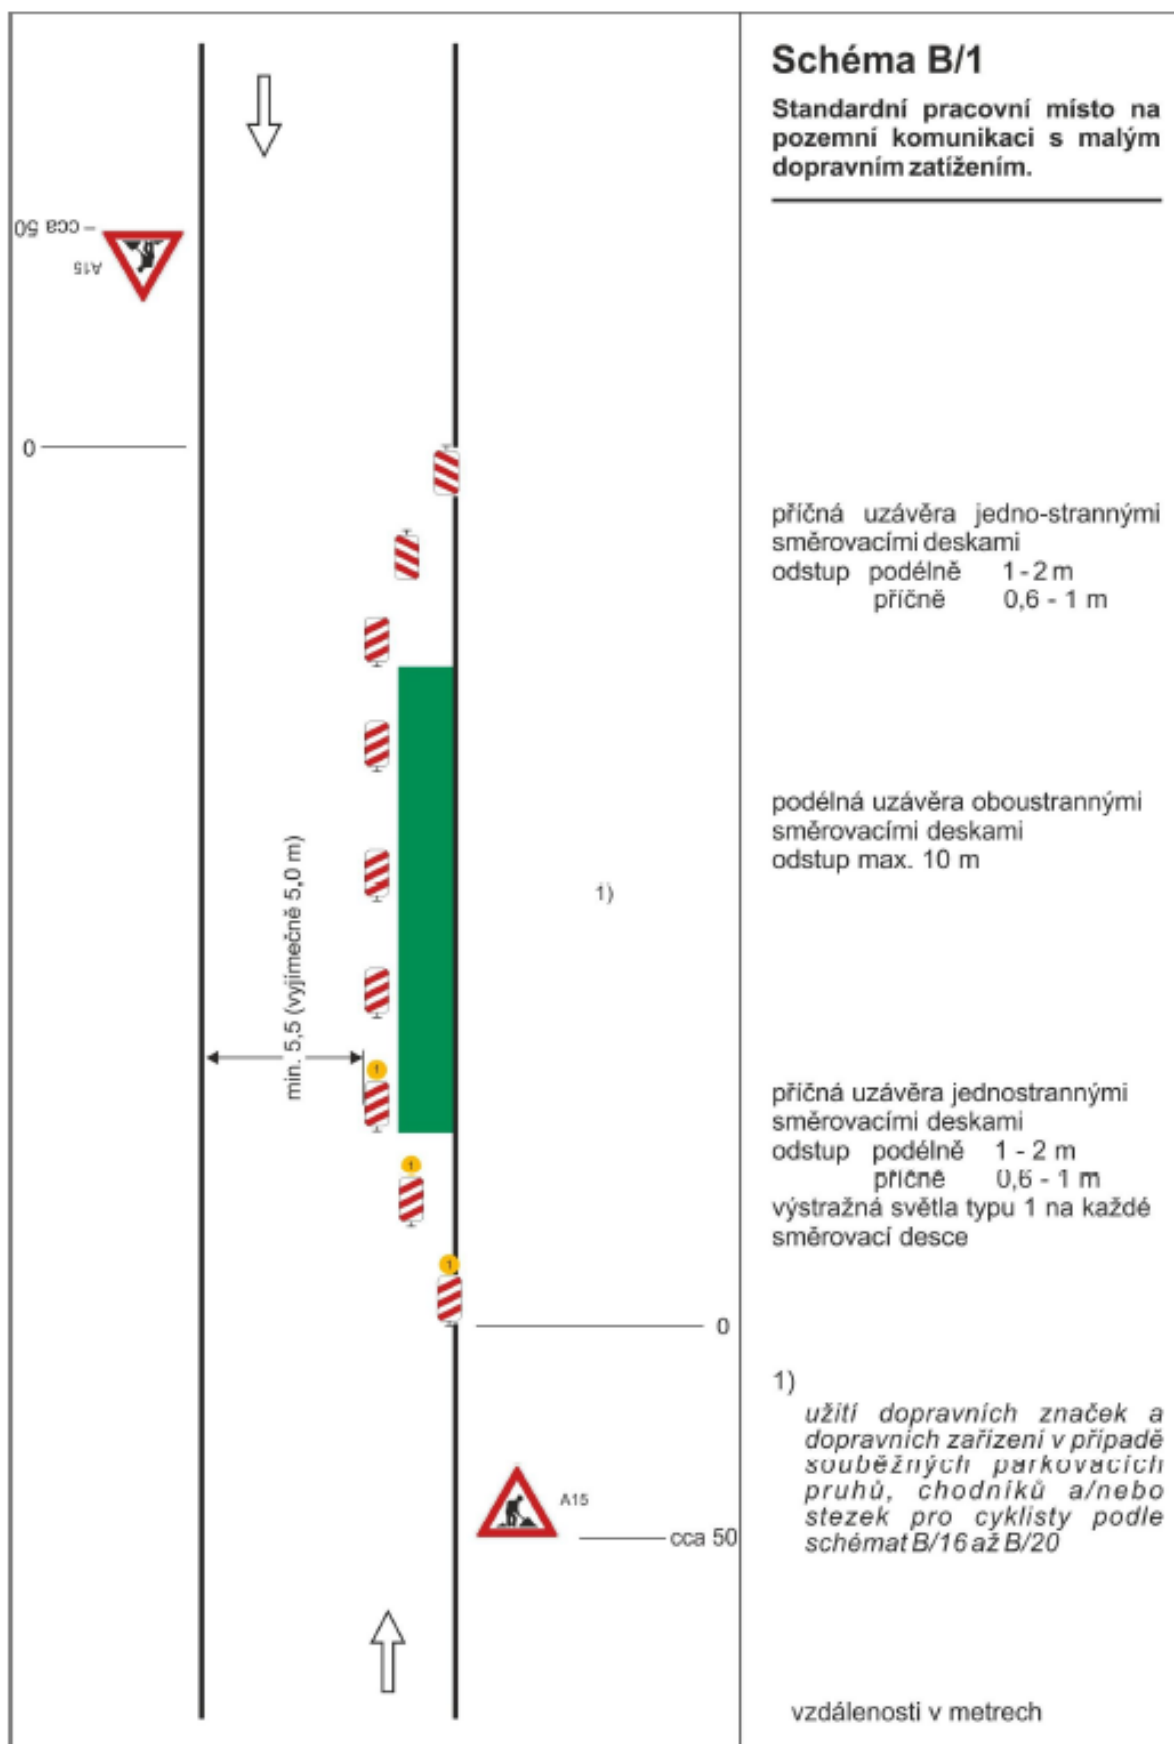 Schéma B/1
Standardní pracovní místo na
pozemní komunikaci s malým
dopravním zatížením.
cca 50
A15
0
příčná uzávěra jedno-strannými
směrovacími deskami
odstup podélně 1 - 2 m
příčně 0,6 - 1 m
podélná uzávěra oboustrannými
směrovacími deskami
odstup max. 10 m
min. 5,5 (vyjímečně 5,0 m)
1)
1
1
1
příčná uzávěra jednostrannými
směrovacími deskami
odstup podélně 1 - 2 m
příčně 0,6 - 1 m
výstražná světla typu 1 na každé
směrovací desce
0
A15
cca 50
1)
užití dopravních značek a
dopravních zařízení v případě
souběžných parkovacích
pruhů, chodníků a/nebo
stezek pro cyklisty podle
schémat B/16 až B/20
vzdálenosti v metrech